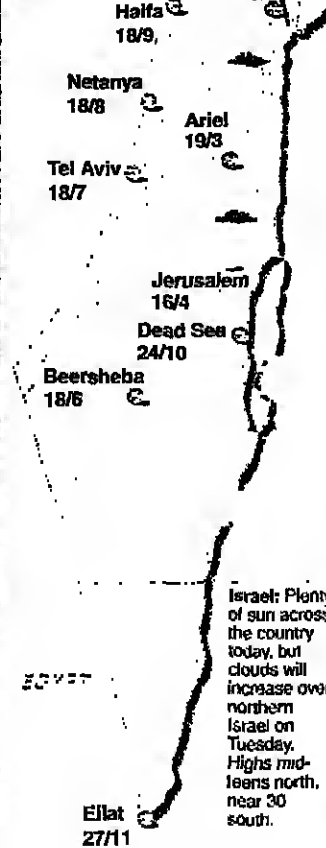 Haifa
18/9,
Netanya
18/8
Ariel
19/3
Tel Aviv
18/7
Jerusalem
16/4
Dead Sea
24/10
Beersheba
18/6
Israel: Plenty
of sun across
the country
today, but
clouds will
increase over
northern
Israel on
Tuesday.
Highs mid-
teens north,
near 30
south.
EGYPT
Eilat
27/11